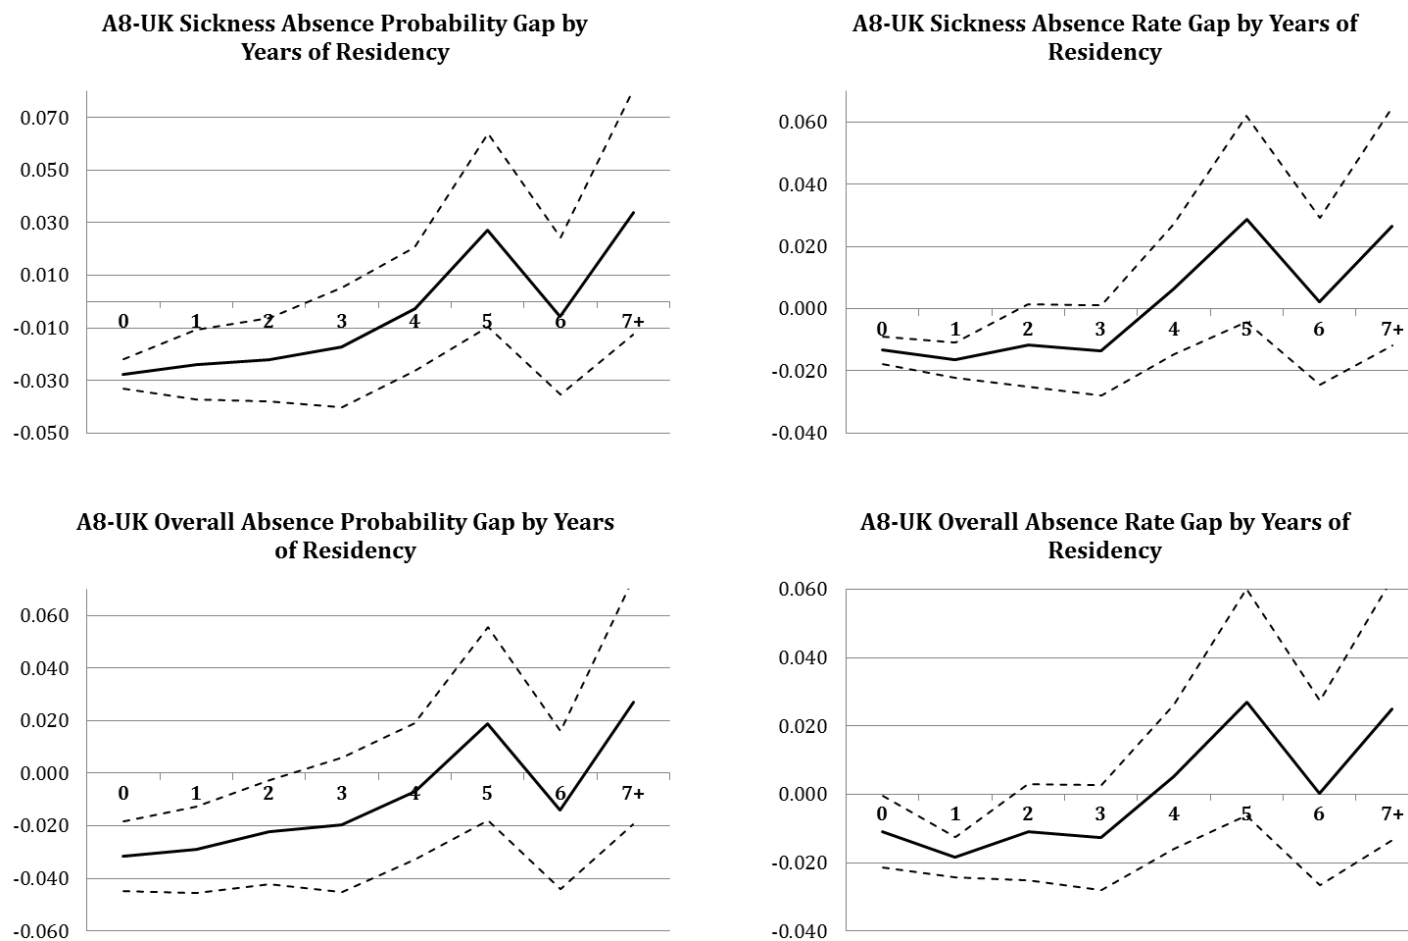 A8-UK Sickness Absence Probability Gap by
Years of Residency
0.070
0.050
0.030
0.010
-0.010
-0.030
-0.050
0 1 2 3 4 5 6 7+
A8-UK Sickness Absence Rate Gap by Years of
Residency
0.060
0.040
0.020
0.000
-0.020
-0.040
0 1 2 3 4 5 6 7+
A8-UK Overall Absence Probability Gap by Years
of Residency
0.060
0.040
0.020
0.000
-0.020
-0.040
-0.060
0 1 2 3 4 5 6 7+
A8-UK Overall Absence Rate Gap by Years of
Residency
0.060
0.040
0.020
0.000
-0.020
-0.040
0 1 2 3 4 5 6 7+